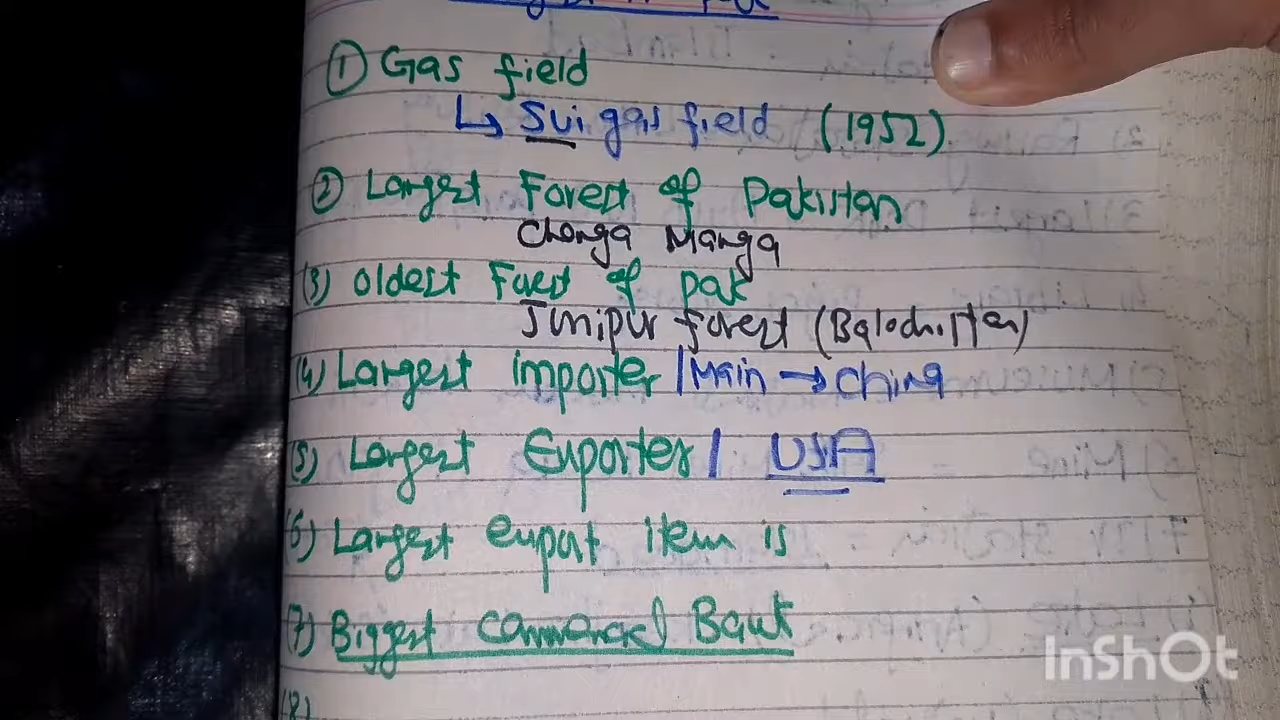 ① Gas field
↳ Sui gas field (1952)
② Largest Forest of Pakistan
Changa Manga
(3) Oldest Forest of pak
Junipur forest (Balochistan)
(4) Largest importer / Main → China
(5) Largest Exporter / USA
(6) Largest export item is
(7) Biggest commercial Bank
(8)
InShOt